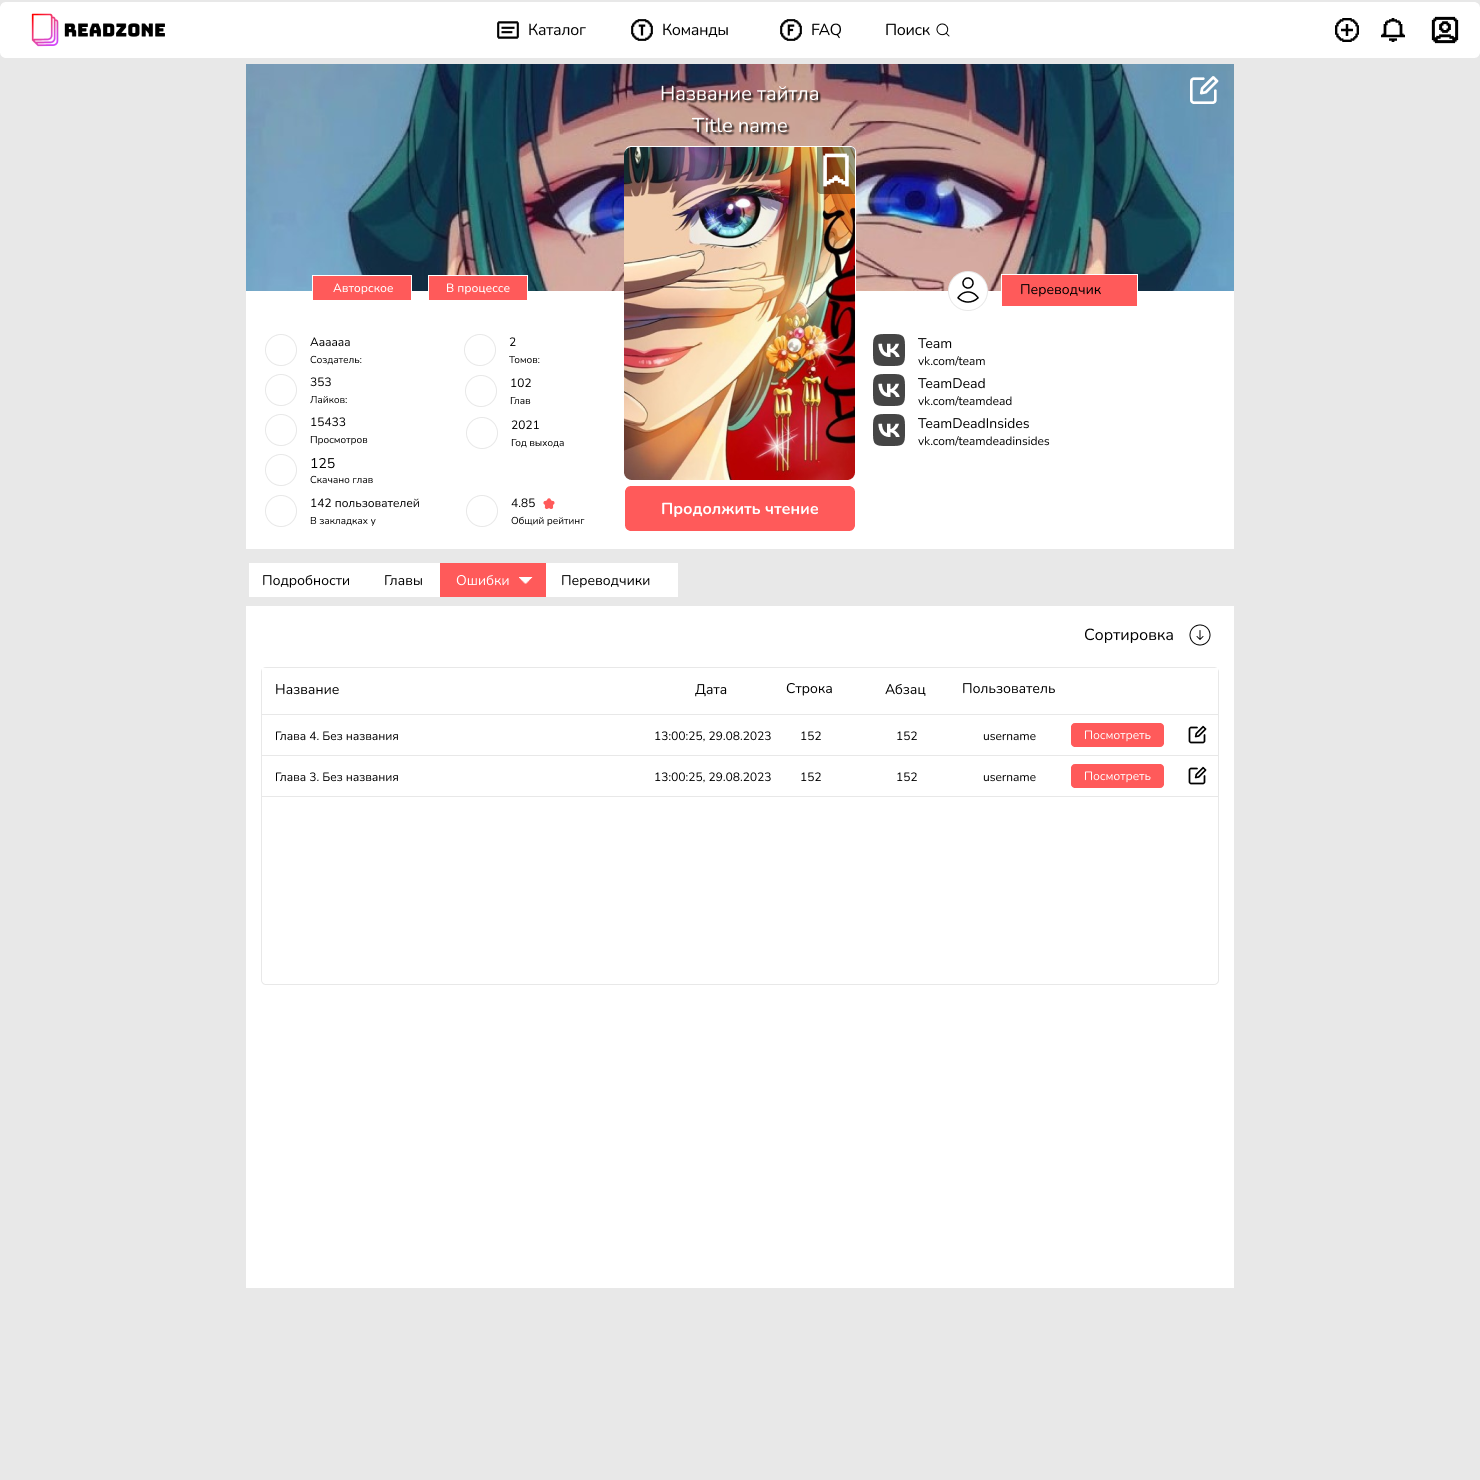 READZONE
Каталог
Команды
FAQ
Поиск
Название тайтла
Title name
Авторское
В процессе
Переводчик
Aaaaaa
Создатель:
353
Лайков:
15433
Просмотров
125
Скачано глав
142 пользователей
В закладках у
2
Томов:
102
Глав
2021
Год выхода
4.85
Общий рейтинг
Продолжить чтение
Team
vk.com/team
TeamDead
vk.com/teamdead
TeamDeadInsides
vk.com/teamdeadinsides
Подробности Главы Ошибки Переводчики
Сортировка
Название Дата Строка Абзац Пользователь
Глава 4. Без названия 13:00:25, 29.08.2023 152 152 username Посмотреть
Глава 3. Без названия 13:00:25, 29.08.2023 152 152 username Посмотреть